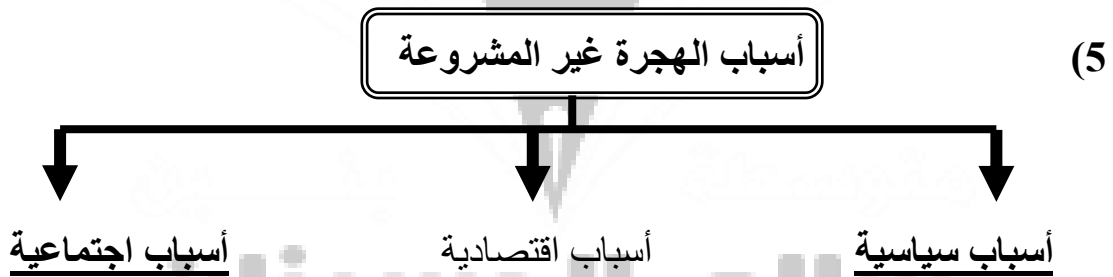 5)
أسباب الهجرة غير المشروعة
أسباب سياسية
أسباب اقتصادية
أسباب اجتماعية